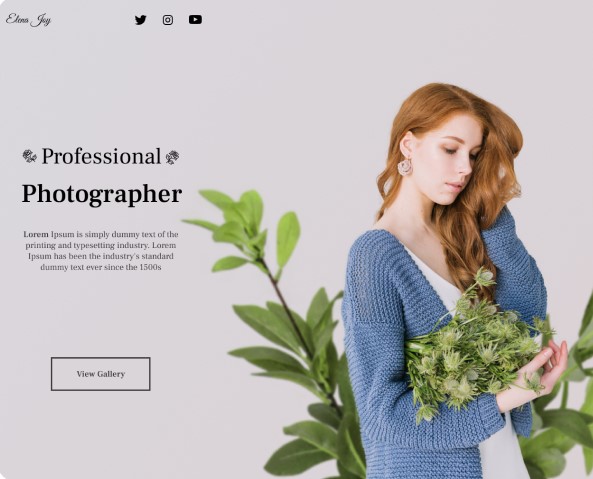 Elena Joy
Professional
Photographer
Lorem Ipsum is simply dummy text of the
printing and typesetting industry. Lorem
Ipsum has been the industry's standard
dummy text ever since the 1500s
View Gallery